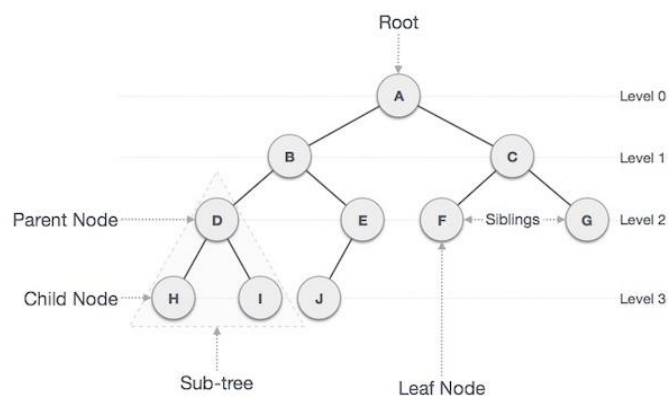 Root
A
Level 0
B
C
Level 1
Parent Node
D
E
F
Siblings
G
Level 2
Child Node
H
I
J
Level 3
Sub-tree
Leaf Node